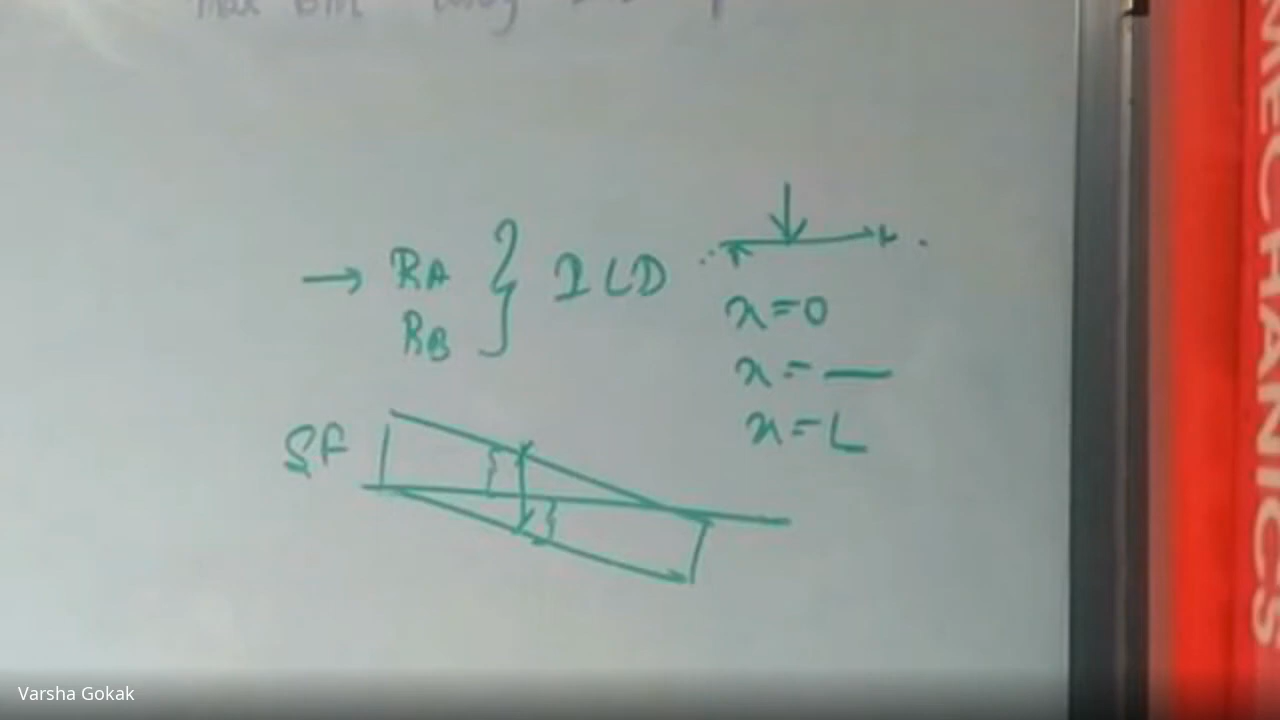 → RA } ILD
RB
x=0
x=—
x=L
SF
MECHANICS
Varsha Gokak